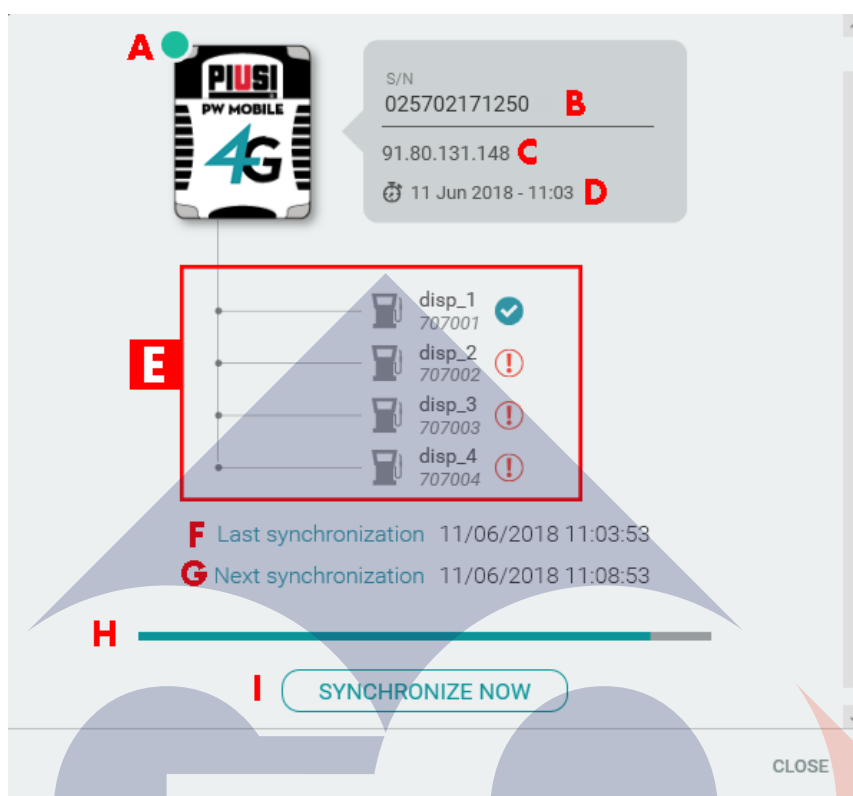 A
PIUSI
PW MOBILE
4G
S/N
025702171250 B
91.80.131.148 C
11 Jun 2018 - 11:03 D
E
disp_1
707001
disp_2
707002
disp_3
707003
disp_4
707004
F Last synchronization 11/06/2018 11:03:53
G Next synchronization 11/06/2018 11:08:53
H
I SYNCHRONIZE NOW
CLOSE